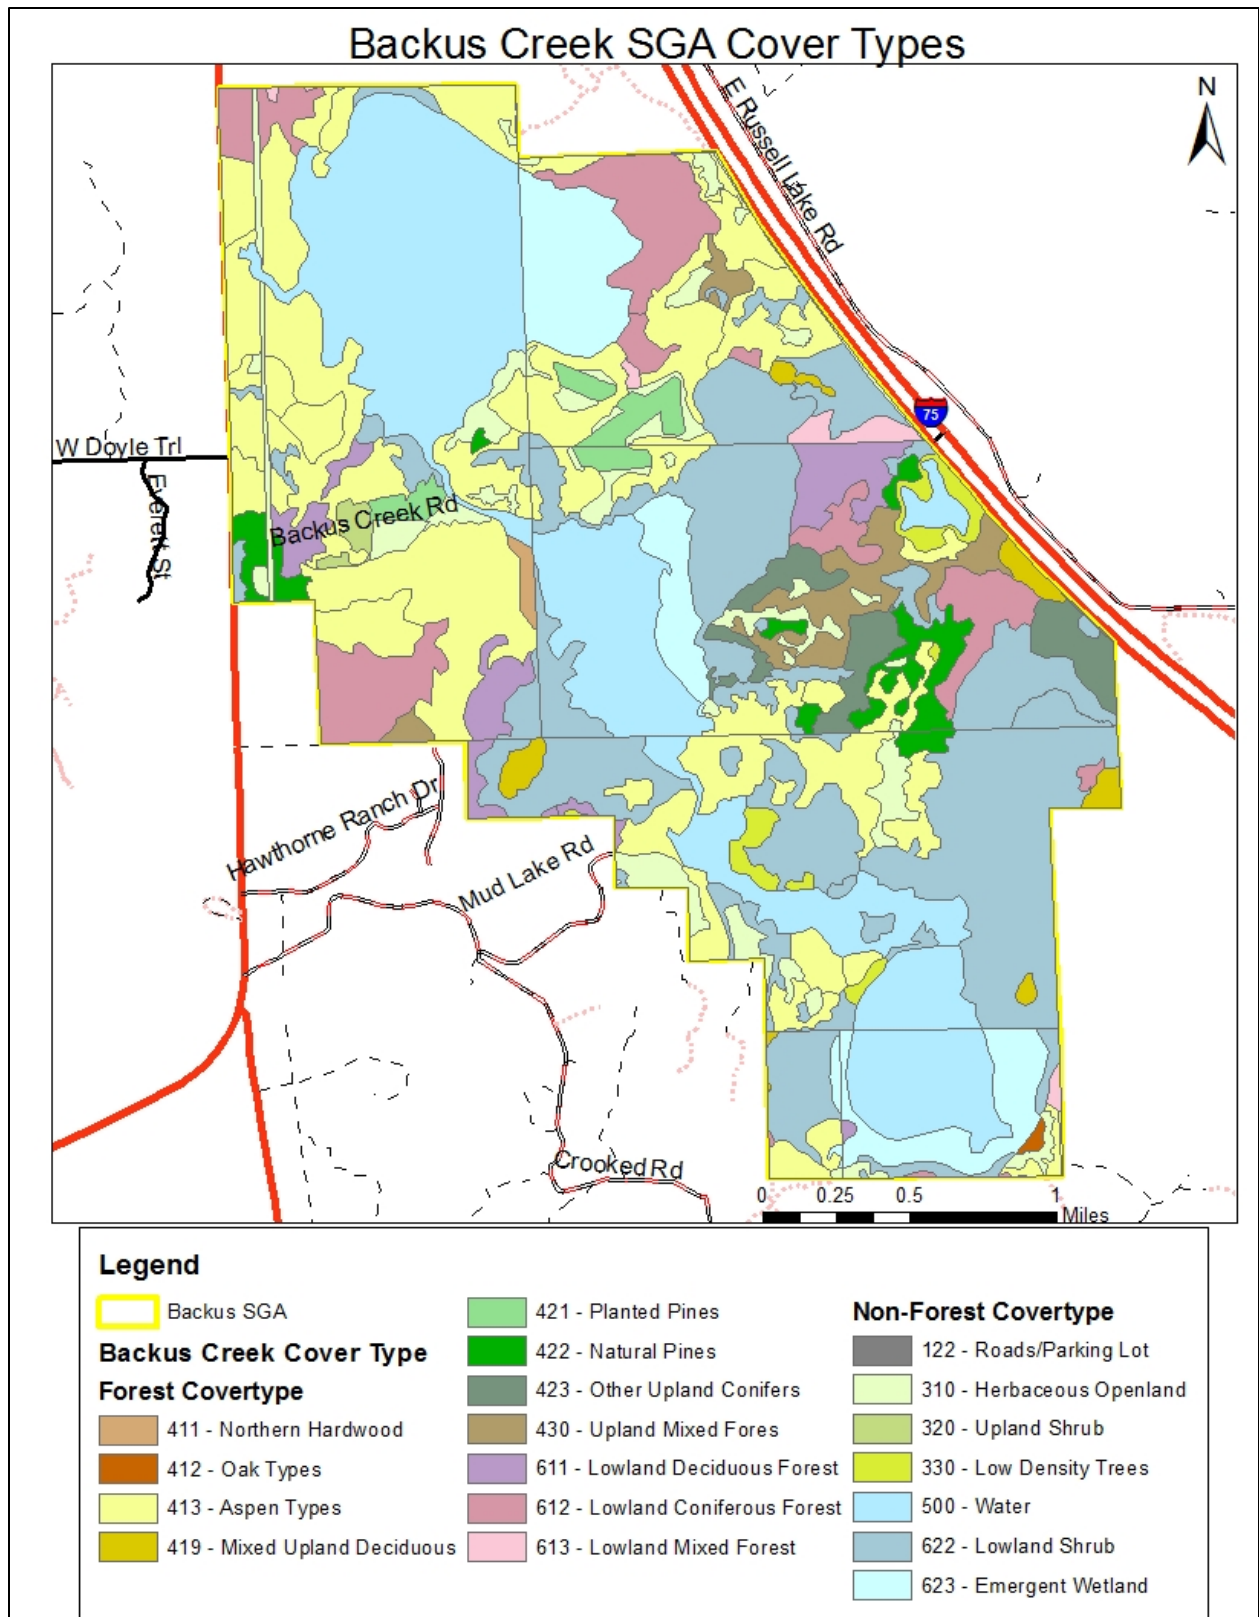 Backus Creek SGA Cover Types
N
E Russell Lake Rd
75
W Doyle Trl
Everett St
Backus Creek Rd
Hawthorne Ranch Dr
Mud Lake Rd
Crooked Rd
0 0.25 0.5 1
Miles
Legend
Backus SGA
Backus Creek Cover Type
Forest Covertype
411 - Northern Hardwood
412 - Oak Types
413 - Aspen Types
419 - Mixed Upland Deciduous
421 - Planted Pines
422 - Natural Pines
423 - Other Upland Conifers
430 - Upland Mixed Fores
611 - Lowland Deciduous Forest
612 - Lowland Coniferous Forest
613 - Lowland Mixed Forest
Non-Forest Covertype
122 - Roads/Parking Lot
310 - Herbaceous Openland
320 - Upland Shrub
330 - Low Density Trees
500 - Water
622 - Lowland Shrub
623 - Emergent Wetland